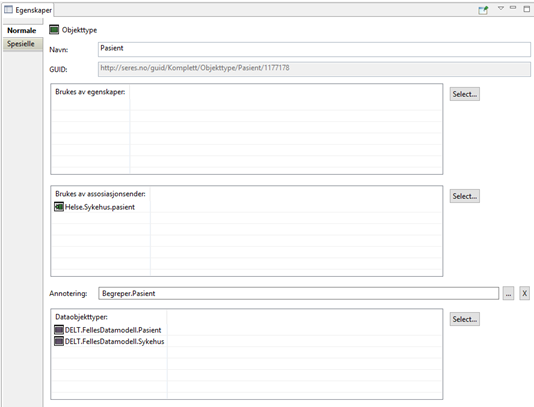 Egenskaper
Normale
Spesielle
Objekttype
Navn:
Pasient
GUID:
http://seres.no/guid/Komplett/Objekttype/Pasient/1177178
Brukes av egenskaper:
Select...
Brukes av assosiasjonsender:
Select...
Helse.Sykehus.pasient
Annotering:
Begreper.Pasient
...
X
Dataobjekttyper:
Select...
DELT.FellesDatamodell.Pasient
DELT.FellesDatamodell.Sykehus